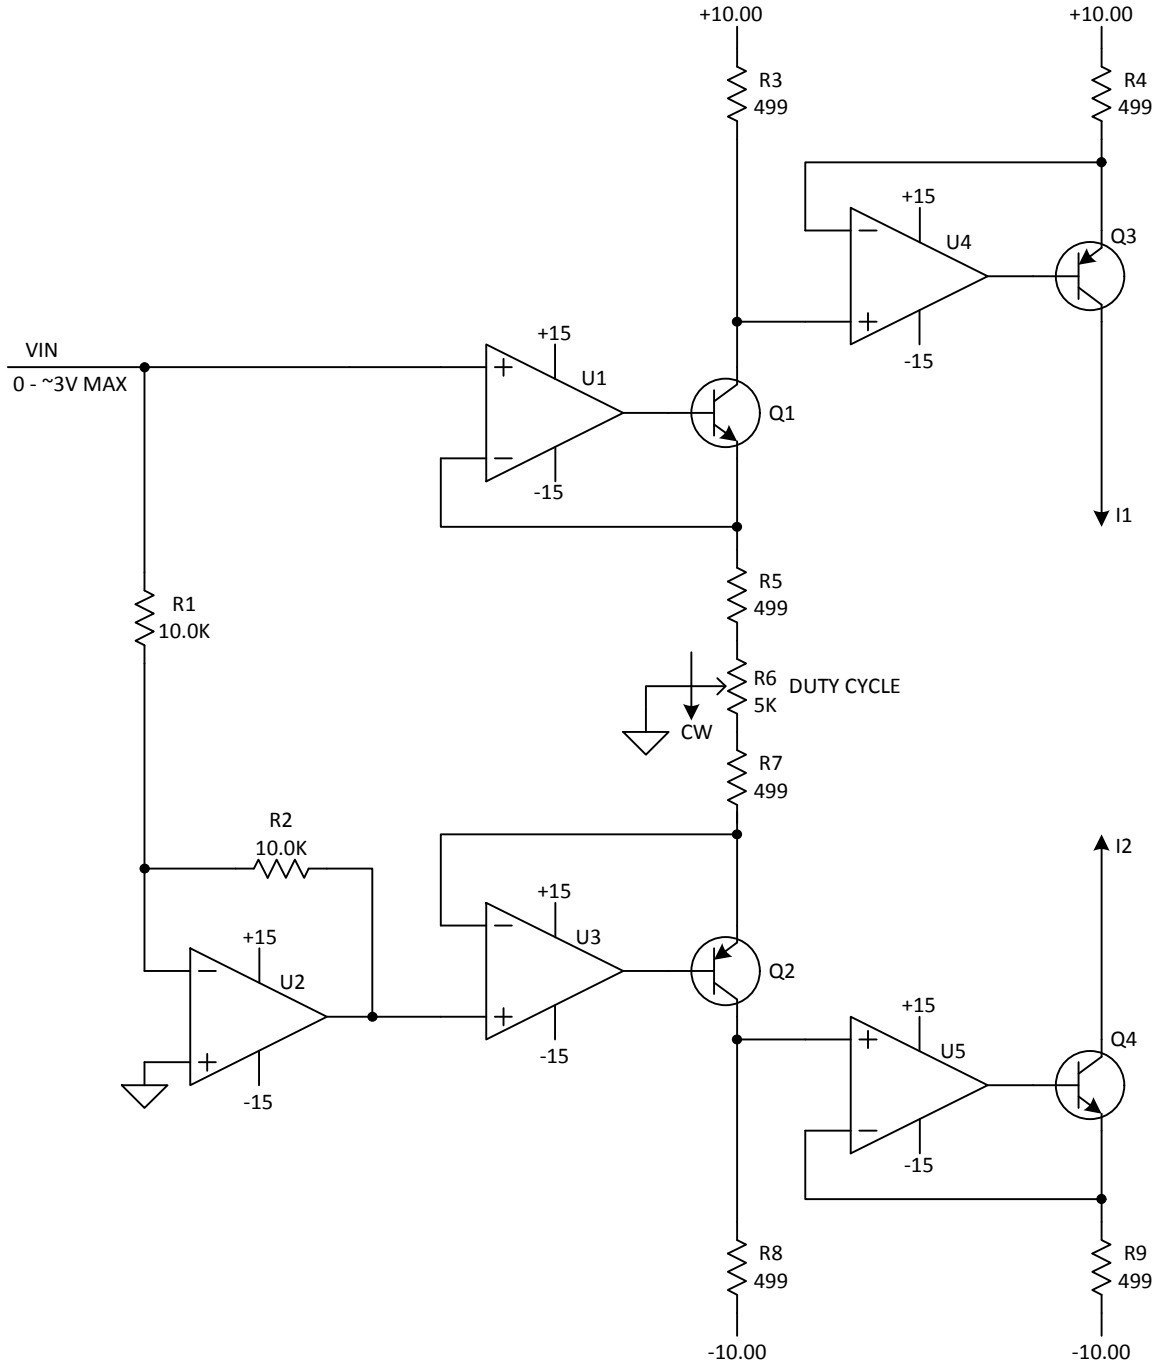 +10.00
+10.00
R3
499
R4
499
+15
U4
Q3
-15
VIN
0 - ~3V MAX
+15
U1
Q1
-15
I1
R5
499
R1
10.0K
R6
5K
DUTY CYCLE
CW
R7
499
R2
10.0K
I2
+15
U3
+15
U2
Q2
+15
U5
Q4
-15
-15
-15
R8
499
R9
499
-10.00
-10.00